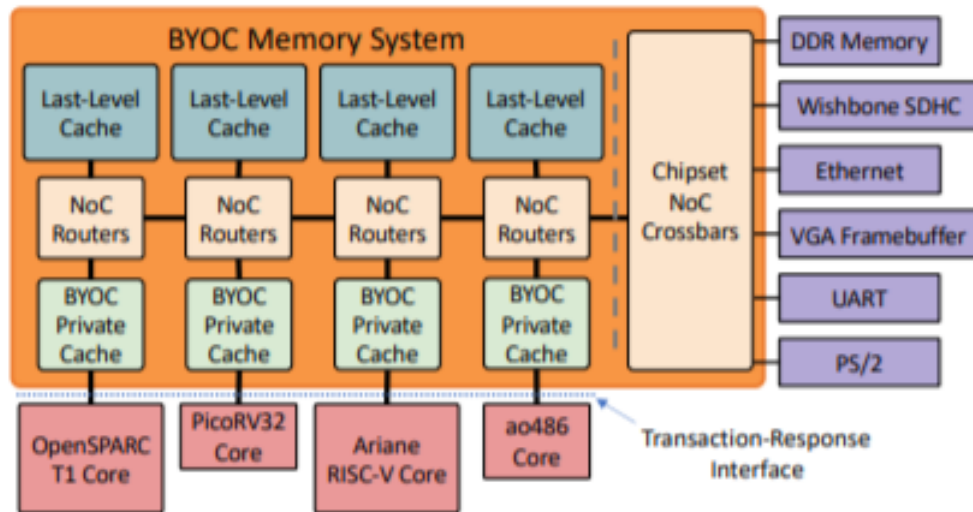 BYOC Memory System
Last-Level
Cache
Last-Level
Cache
Last-Level
Cache
Last-Level
Cache
NoC
Routers
NoC
Routers
NoC
Routers
NoC
Routers
BYOC
Private
Cache
BYOC
Private
Cache
BYOC
Private
Cache
BYOC
Private
Cache
Chipset
NoC
Crossbars
DDR Memory
Wishbone SDHC
Ethernet
VGA Framebuffer
UART
PS/2
OpenSPARC
T1 Core
PicoRV32
Core
Ariane
RISC-V Core
ao486
Core
Transaction-Response
Interface